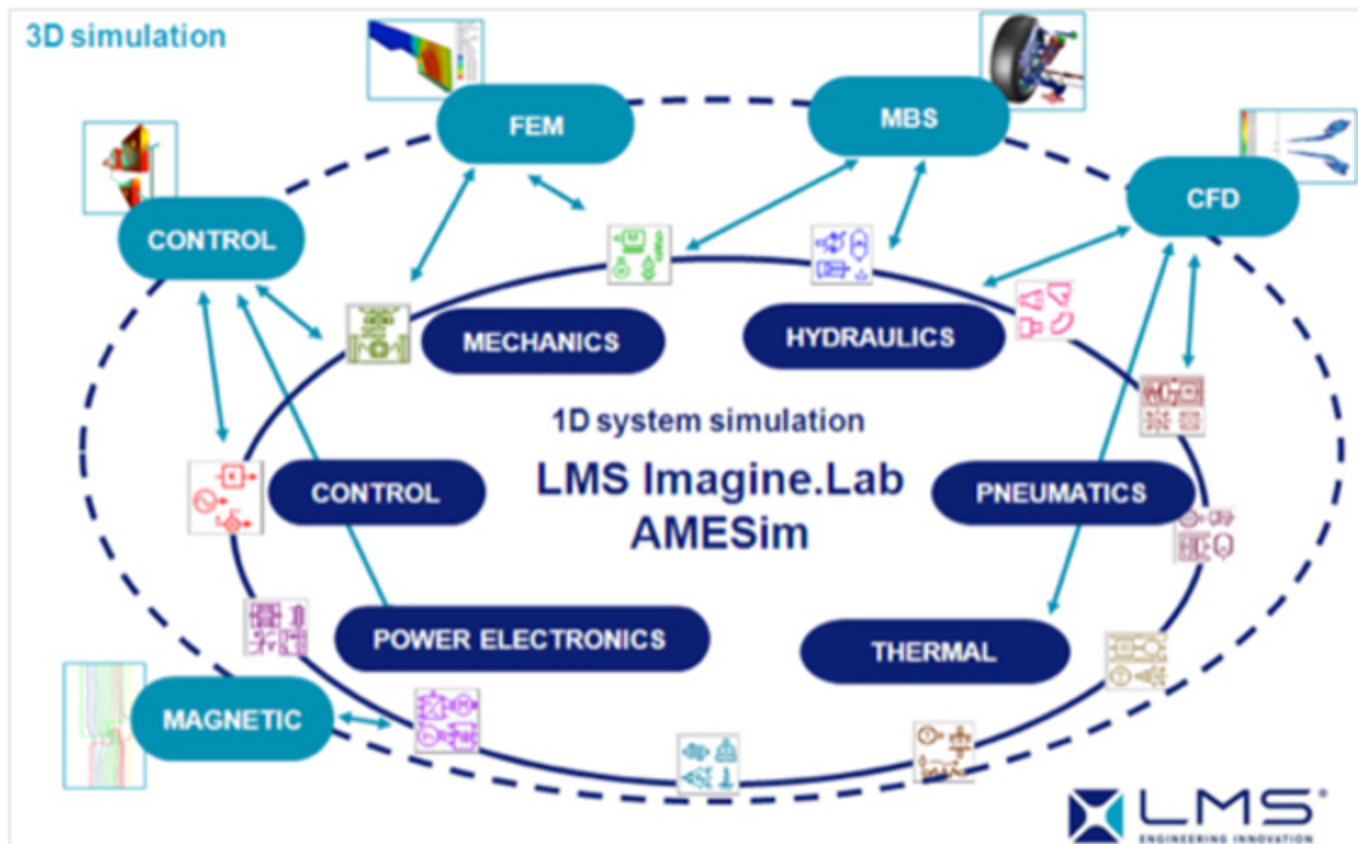 3D simulation
FEM
MBS
CFD
CONTROL
MECHANICS
HYDRAULICS
1D system simulation
LMS Imagine.Lab
AMESim
CONTROL
PNEUMATICS
POWER ELECTRONICS
THERMAL
MAGNETIC
LMS®
ENGINEERING INNOVATION